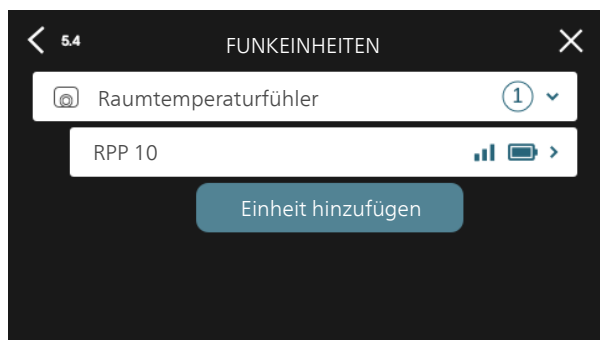 5.4
FUNKEINHEITEN
Raumtemperaturfühler
1
RPP 10
Einheit hinzufügen